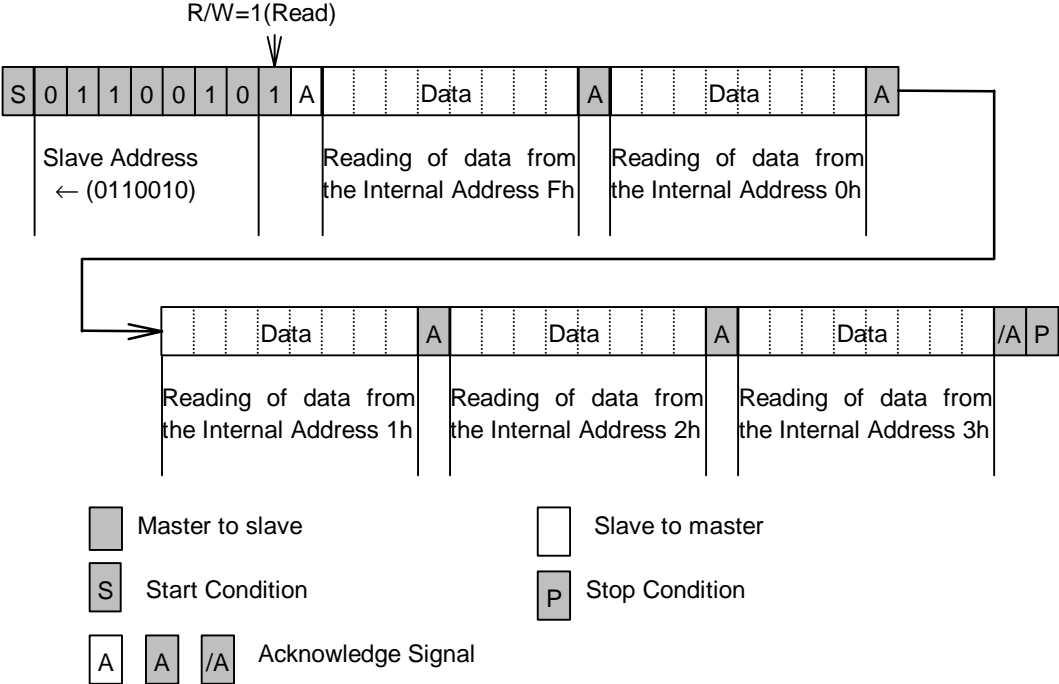 R/W=1(Read)
S 0 1 1 0 0 1 0 1 A Data A Data A
Slave Address
← (0110010)
Reading of data from
the Internal Address Fh
Reading of data from
the Internal Address 0h
Data A Data A Data /A P
Reading of data from
the Internal Address 1h
Reading of data from
the Internal Address 2h
Reading of data from
the Internal Address 3h
Master to slave
Slave to master
S Start Condition
P Stop Condition
A A /A Acknowledge Signal